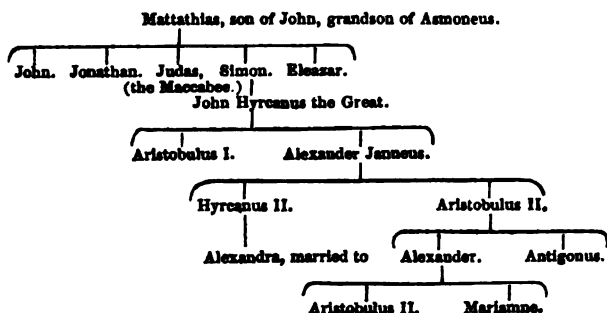 Mattathias, son of John, grandson of Asmoneus.
John. Jonathan. Judas, Simon. Eleazar.
(the Maccabee.)
John Hyrcanus the Great.
Aristobulus I. Alexander Janneus.
Hyrcanus II. Aristobulus II.
Alexandra, married to Alexander. Antigonus.
Aristobulus II. Mariamne.